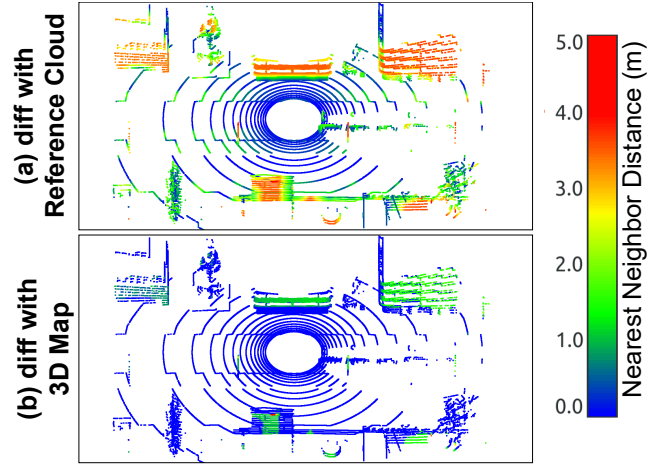 (a) diff with
Reference Cloud
(b) diff with
3D Map
5.0
4.0
3.0
2.0
1.0
0.0
Nearest Neighbor Distance (m)